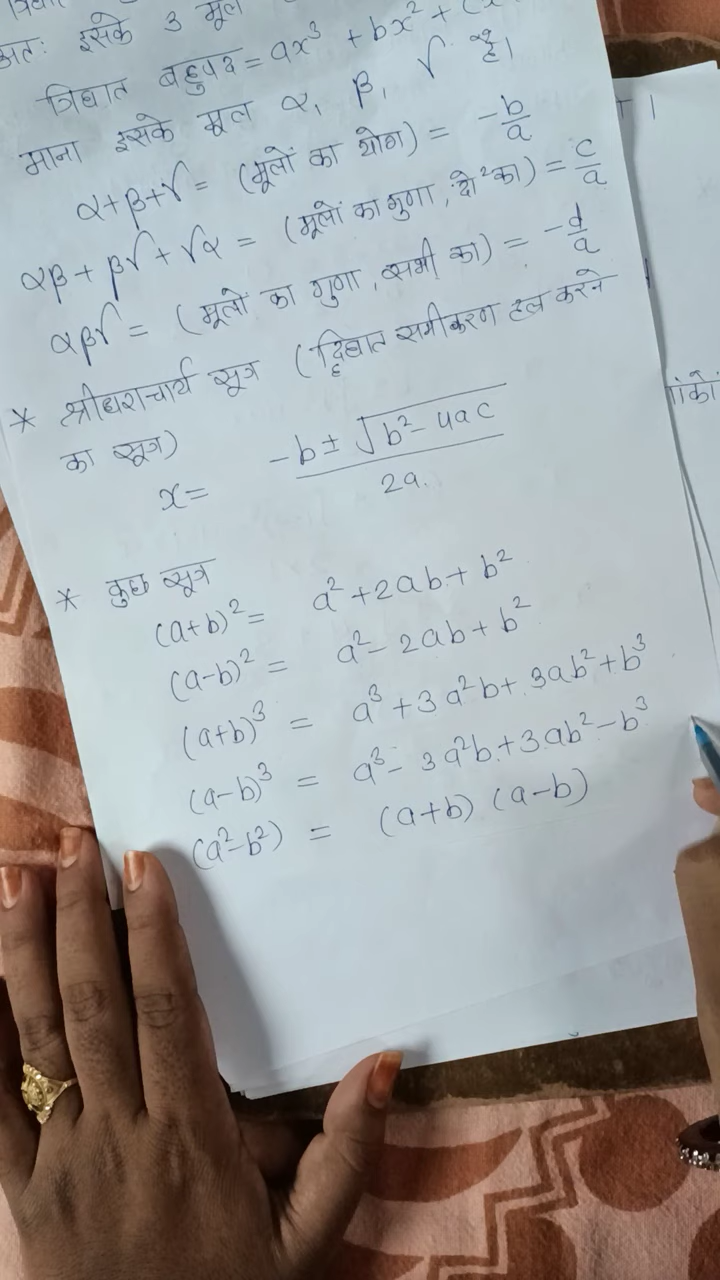 अतः इसके 3 मूल
त्रिघात बहुपद = ax³ + bx² + cx
माना इसके मूल α, β, γ है।
α+β+γ = (मूलों का योग) = -b/a
αβ + βγ + γα = (मूलों का गुणा, दो² का) = c/a
αβγ = (मूलों का गुणा, सभी का) = -d/a
* श्रीधराचार्य सूत्र (द्विघात समीकरण हल करने
का सूत्र)
x = -b ± √b² - 4ac / 2a.
* कुछ सूत्र
(a+b)² = a² + 2ab + b²
(a-b)² = a² - 2ab + b²
(a+b)³ = a³ + 3a²b + 3ab² + b³
(a-b)³ = a³ - 3a²b + 3ab² - b³
(a²-b²) = (a+b) (a-b)